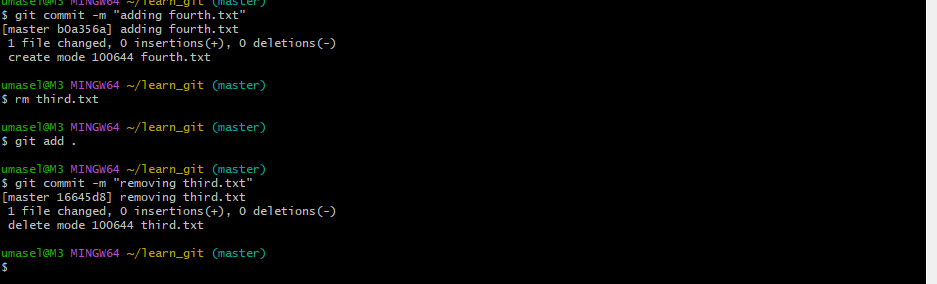 $ git commit -m "adding fourth.txt"
[master b0a356a] adding fourth.txt
 1 file changed, 0 insertions(+), 0 deletions(-)
 create mode 100644 fourth.txt

umasel@M3 MINGW64 ~/learn_git (master)
$ rm third.txt

umasel@M3 MINGW64 ~/learn_git (master)
$ git add .

umasel@M3 MINGW64 ~/learn_git (master)
$ git commit -m "removing third.txt"
[master 16645d8] removing third.txt
 1 file changed, 0 insertions(+), 0 deletions(-)
 delete mode 100644 third.txt

umasel@M3 MINGW64 ~/learn_git (master)
$